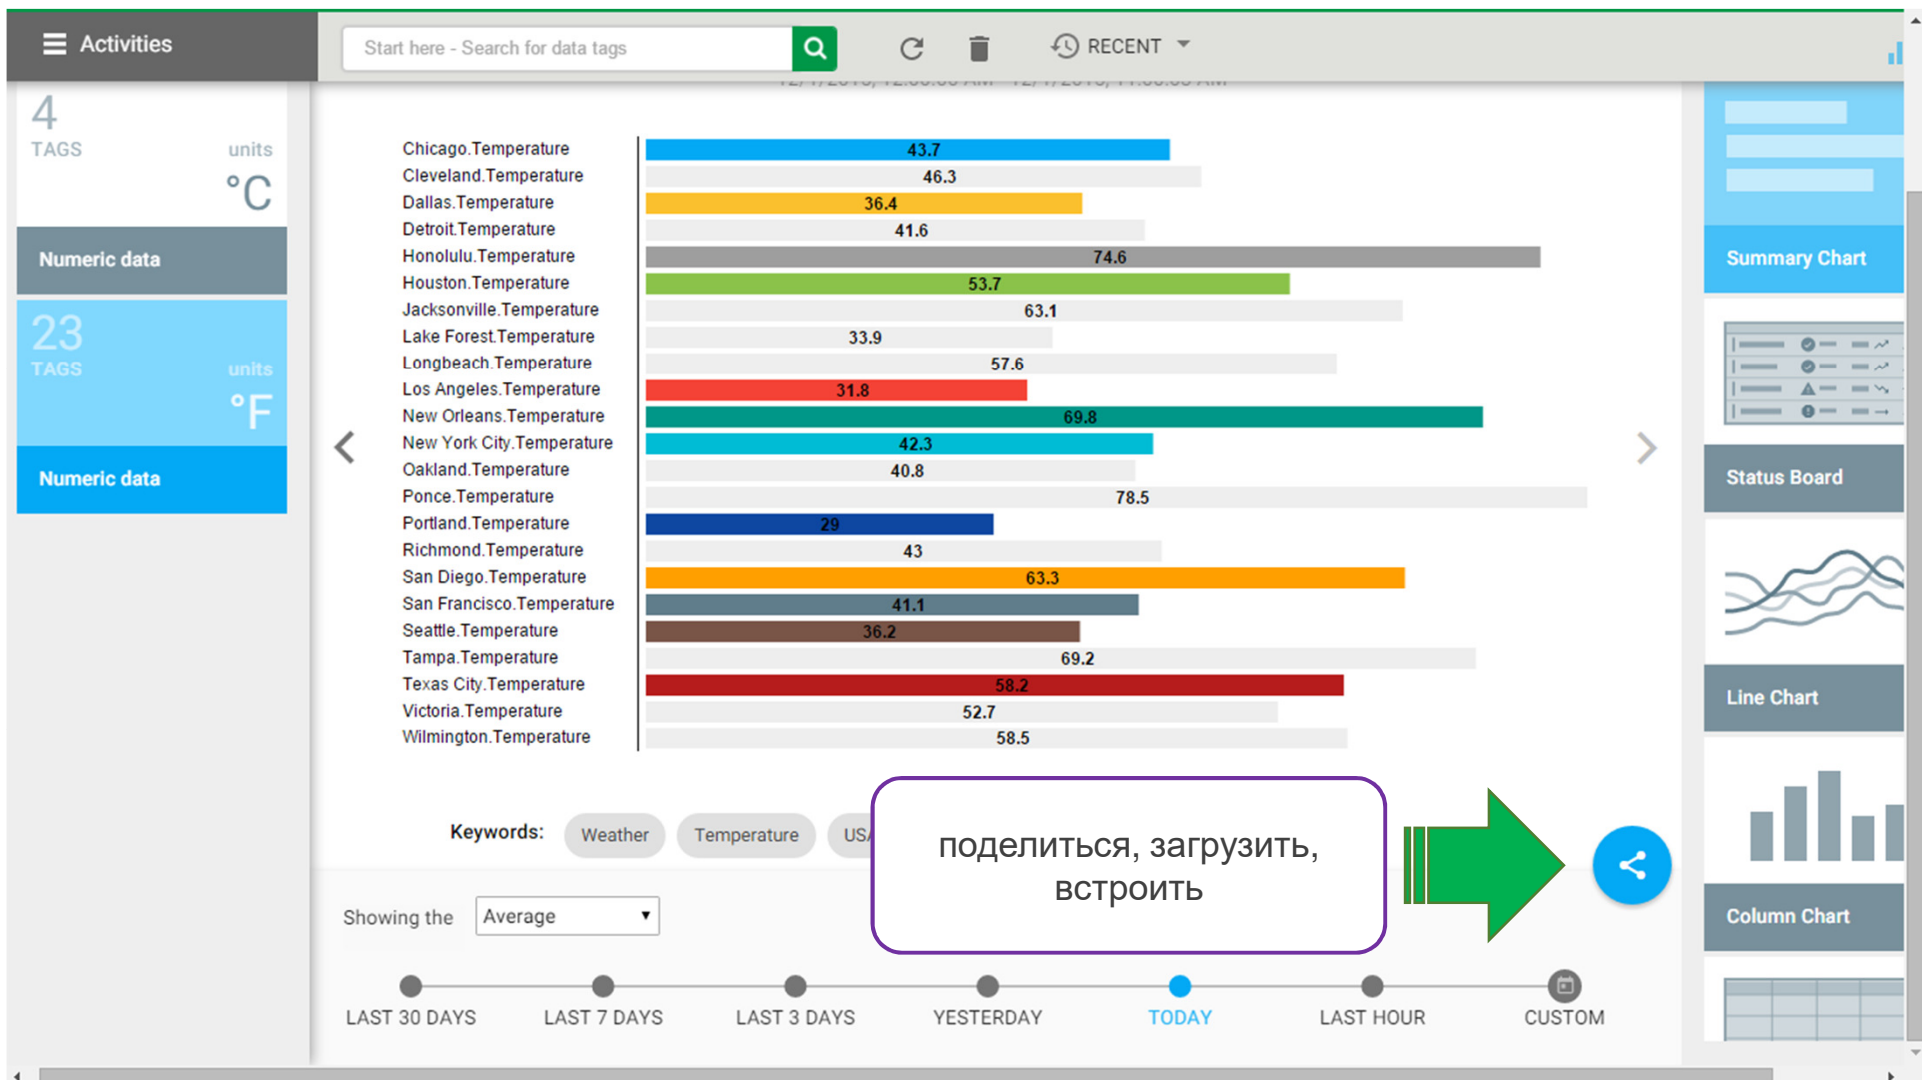 Activities
Start here - Search for data tags
RECENT
4
TAGS
units
°C
Numeric data
23
TAGS
units
°F
Numeric data
Chicago.Temperature 43.7
Cleveland.Temperature 46.3
Dallas.Temperature 36.4
Detroit.Temperature 41.6
Honolulu.Temperature 74.6
Houston.Temperature 53.7
Jacksonville.Temperature 63.1
Lake Forest.Temperature 33.9
Longbeach.Temperature 57.6
Los Angeles.Temperature 31.8
New Orleans.Temperature 69.8
New York City.Temperature 42.3
Oakland.Temperature 40.8
Ponce.Temperature 78.5
Portland.Temperature 29
Richmond.Temperature 43
San Diego.Temperature 63.3
San Francisco.Temperature 41.1
Seattle.Temperature 36.2
Tampa.Temperature 69.2
Texas City.Temperature 58.2
Victoria.Temperature 52.7
Wilmington.Temperature 58.5
Keywords: Weather Temperature
поделиться, загрузить,
встроить
Showing the Average
LAST 30 DAYS LAST 7 DAYS LAST 3 DAYS YESTERDAY TODAY LAST HOUR CUSTOM
Summary Chart
Status Board
Line Chart
Column Chart